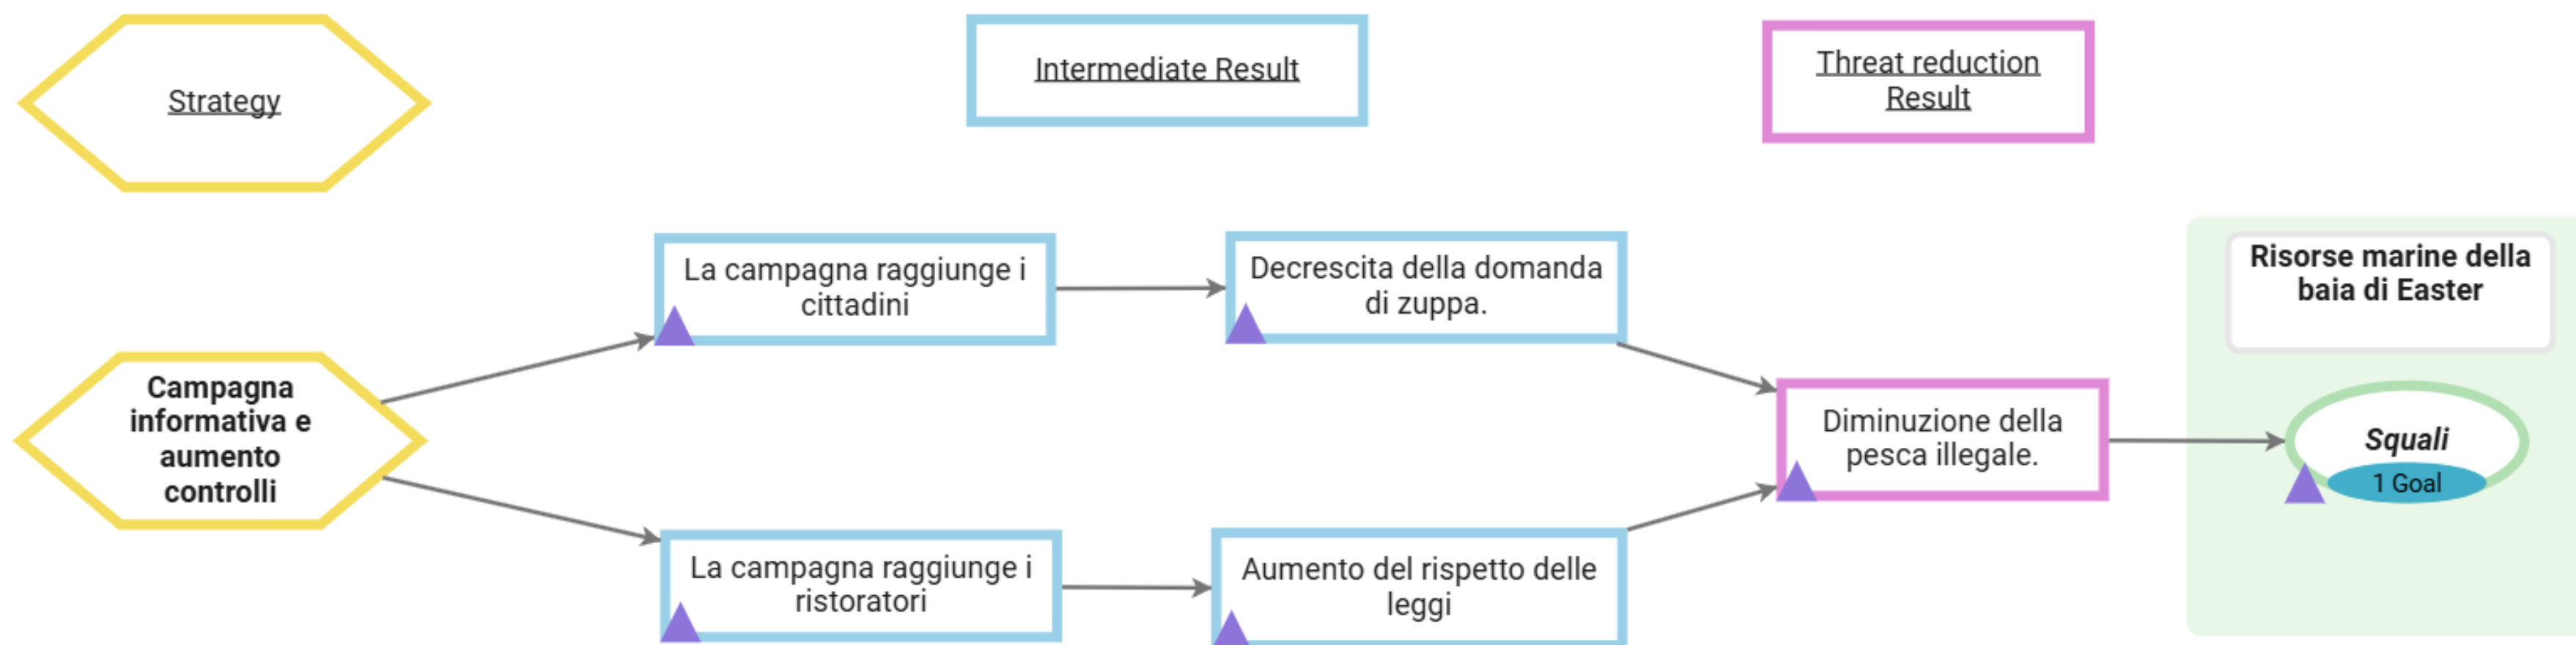 Strategy
Intermediate Result
Threat reduction
Result
La campagna raggiunge i
cittadini
Decrescita della domanda
di zuppa.
Risorse marine della
baia di Easter
Campagna
informativa e
aumento
controlli
Diminuzione della
pesca illegale.
Squali
1 Goal
La campagna raggiunge i
ristoratori
Aumento del rispetto delle
leggi